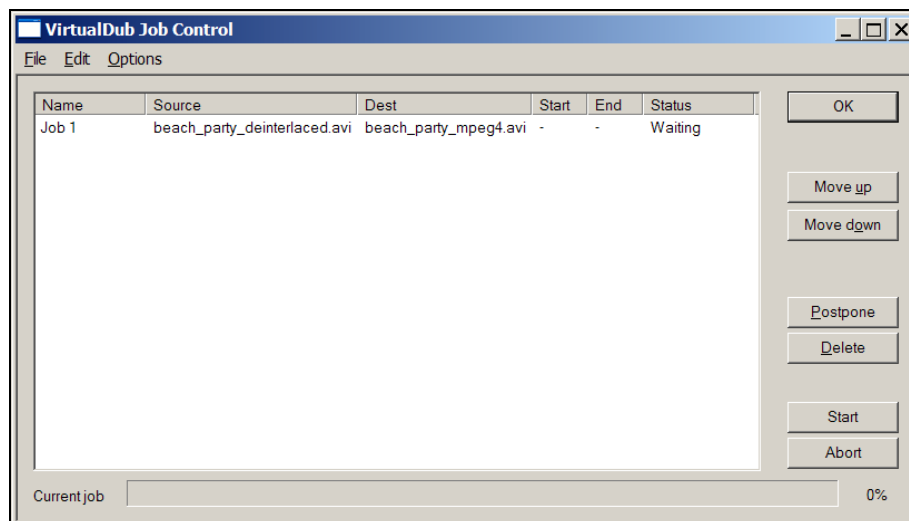 VirtualDub Job Control
File Edit Options
Name Source Dest Start End Status
Job 1 beach_party_deinterlaced.avi beach_party_mpeg4.avi - - Waiting
OK
Move up
Move down
Postpone
Delete
Start
Abort
Current job 0%